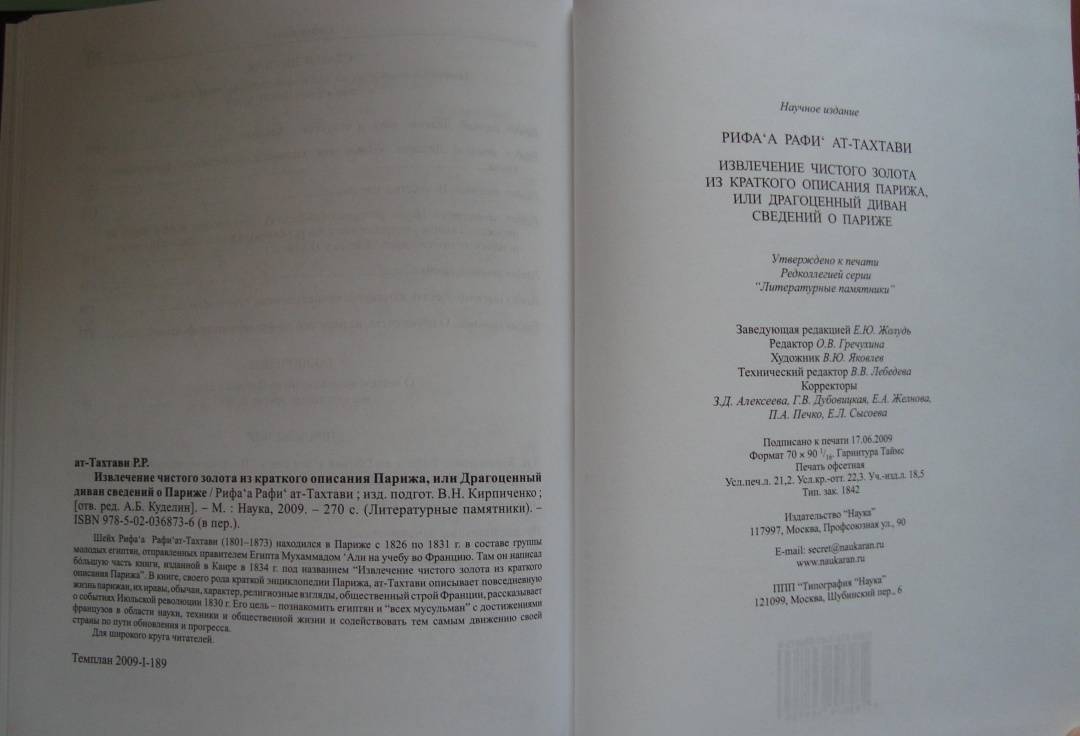 ат-Тахтави Р.Р.
Извлечение чистого золота из краткого описания Парижа, или Драгоценный
диван сведений о Париже / Рифа‘а Рафи‘ ат-Тахтави ; изд. подгот. В.Н. Кирпиченко ;
[отв. ред. А.Б. Куделин]. – М. : Наука, 2009. – 270 с. (Литературные памятники). –
ISBN 978-5-02-036873-6 (в пер.).
Шейх Рифа‘а Рафи‘ат-Тахтави (1801–1873) находился в Париже с 1826 по 1831 г. в составе группы
молодых египтян, отправленных правителем Египта Мухаммадом ‘Али на учебу во Францию. Там он написал
бо́льшую часть книги, изданной в Каире в 1834 г. под названием “Извлечение чистого золота из краткого
описания Парижа”. В книге, своего рода краткой энциклопедии Парижа, ат-Тахтави описывает повседневную
жизнь парижан, их нравы, обычаи, характер, религиозные взгляды, общественный строй Франции, рассказывает
о событиях Июльской революции 1830 г. Его цель – познакомить египтян и “всех мусульман” с достижениями
французов в области науки, техники и общественной жизни и содействовать тем самым движению своей
страны по пути обновления и прогресса.
Для широкого круга читателей.
Темплан 2009-I-189
Научное издание
РИФА‘А РАФИ‘ АТ-ТАХТАВИ
ИЗВЛЕЧЕНИЕ ЧИСТОГО ЗОЛОТА
ИЗ КРАТКОГО ОПИСАНИЯ ПАРИЖА,
ИЛИ ДРАГОЦЕННЫЙ ДИВАН
СВЕДЕНИЙ О ПАРИЖЕ
Утверждено к печати
Редколлегией серии
“Литературные памятники”
Заведующая редакцией Е.Ю. Жолудь
Редактор О.В. Гречухина
Художник В.Ю. Яковлев
Технический редактор В.В. Лебедева
Корректоры
З.Д. Алексеева, Г.В. Дубовицкая, Е.А. Желнова,
П.А. Печко, Е.Л. Сысоева
Подписано к печати 17.06.2009
Формат 70 × 90 1/16. Гарнитура Таймс
Печать офсетная
Усл.печ.л. 21,2. Усл.кр.-отт. 22,3. Уч.-изд.л. 18,5
Тип. зак. 1842
Издательство “Наука”
117997, Москва, Профсоюзная ул., 90
E-mail: secret@naukaran.ru
www.naukaran.ru
ППП “Типография “Наука”
121099, Москва, Шубинский пер., 6